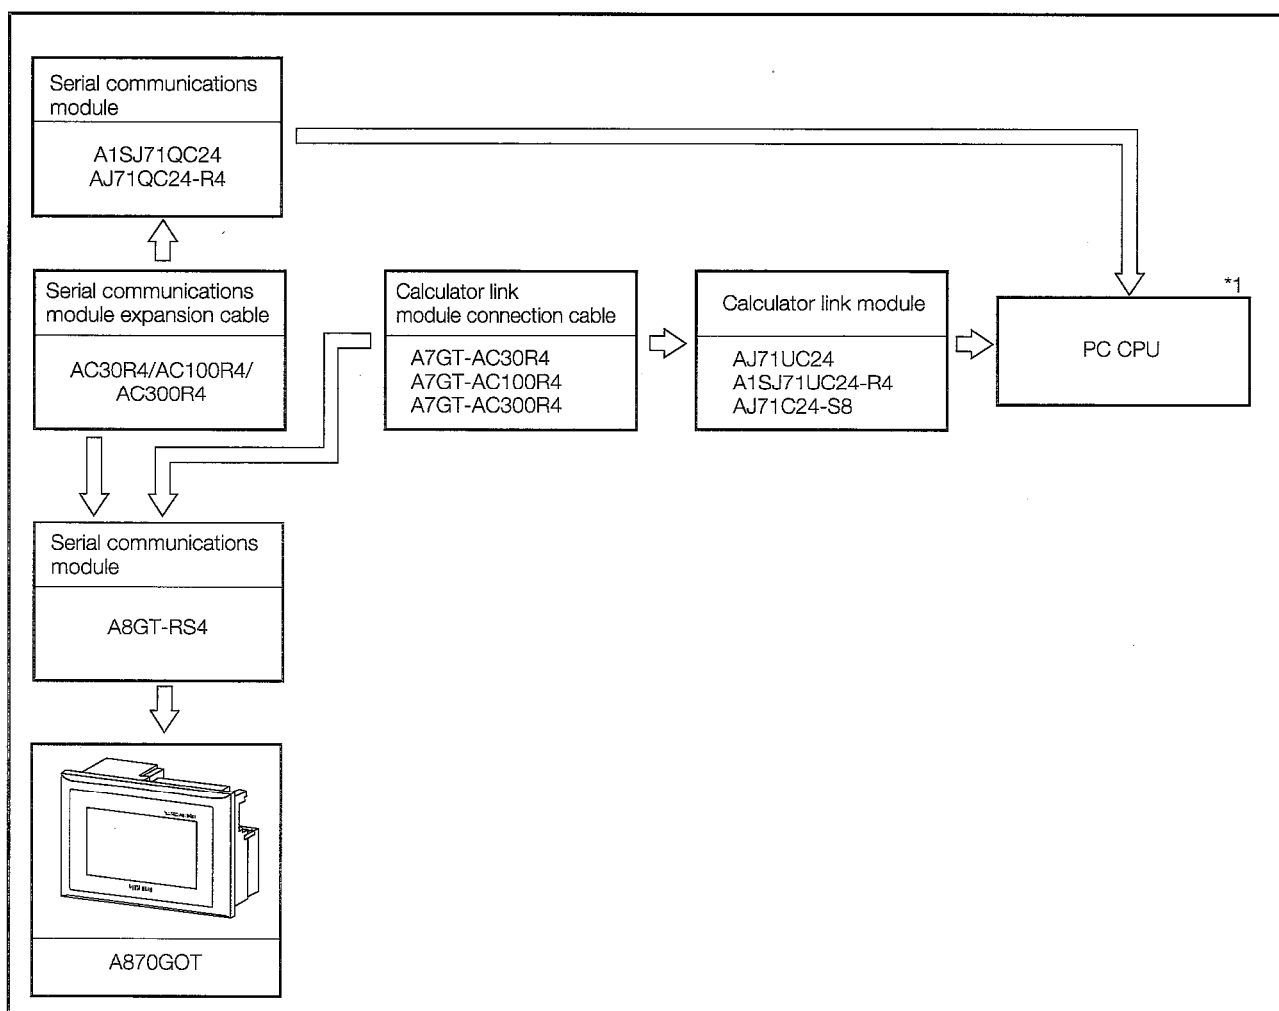 Serial communications
module
A1SJ71QC24
AJ71QC24-R4
Serial communications
module expansion cable
AC30R4/AC100R4/
AC300R4
Calculator link
module connection cable
A7GT-AC30R4
A7GT-AC100R4
A7GT-AC300R4
Calculator link module
AJ71UC24
A1SJ71UC24-R4
AJ71C24-S8
*1
PC CPU
Serial communications
module
A8GT-RS4
A870GOT